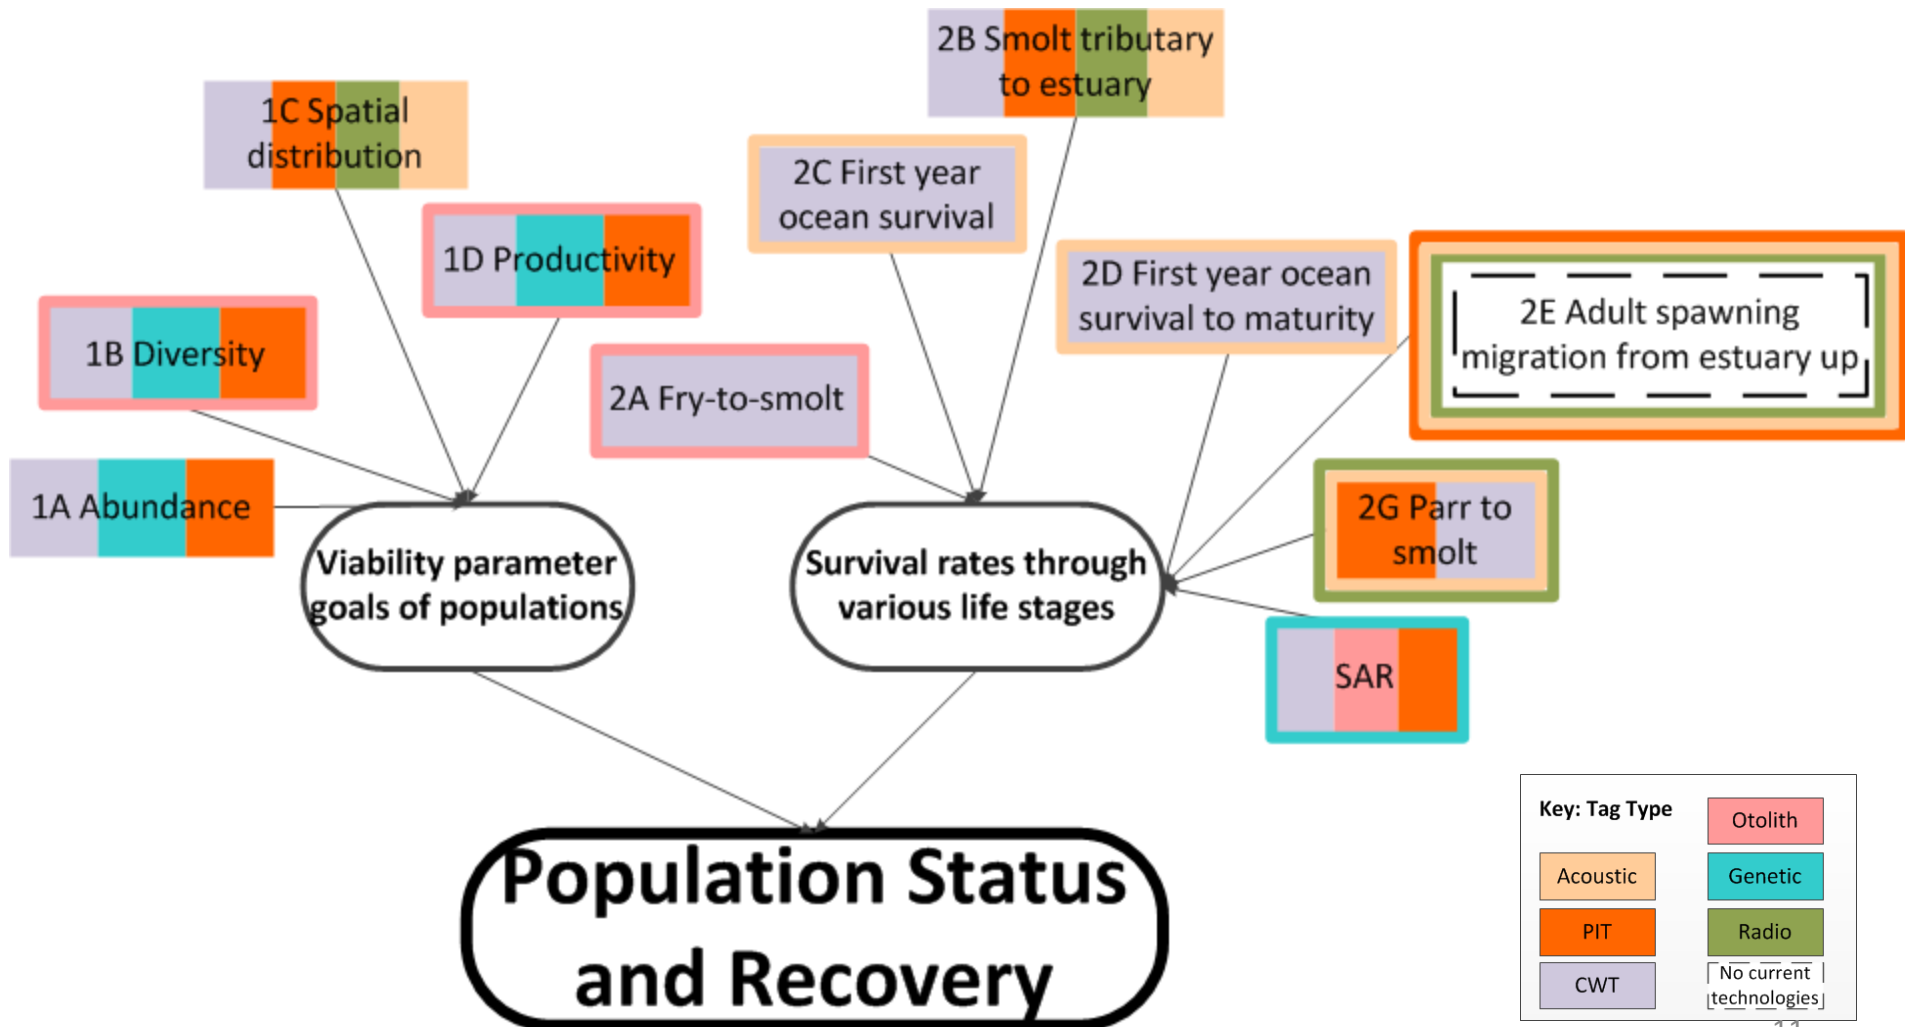 2B Smolt tributary
to estuary
1C Spatial
distribution
2C First year
ocean survival
1D Productivity
2D First year ocean
survival to maturity
2E Adult spawning
migration from estuary up
1B Diversity
2A Fry-to-smolt
1A Abundance
2G Parr to
smolt
Viability parameter
goals of populations
Survival rates through
various life stages
SAR
Population Status
and Recovery
Key: Tag Type
Otolith
Acoustic
Genetic
PIT
Radio
CWT
No current
technologies
11